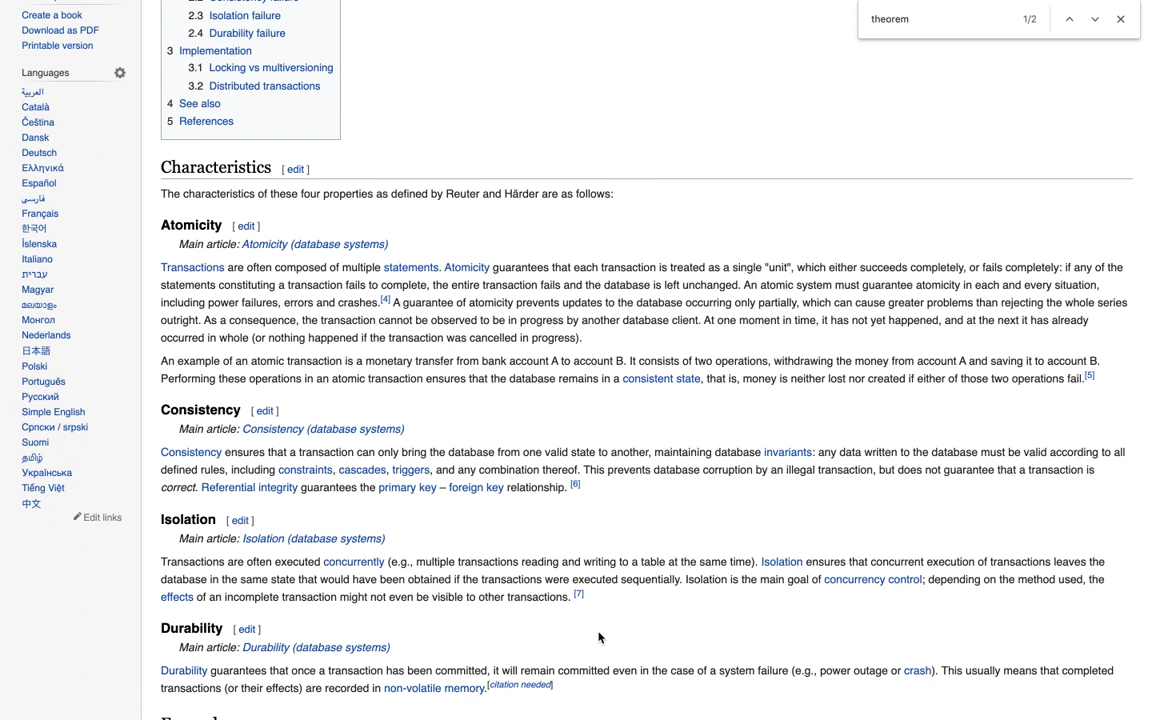 Create a book
Download as PDF
Printable version
Languages
العربية
Català
Čeština
Dansk
Deutsch
Ελληνικά
Español
فارسی
Français
한국어
Íslenska
Italiano
עברית
Magyar
മലയാളം
Монгол
Nederlands
日本語
Polski
Português
Русский
Simple English
Српски / srpski
Suomi
தமிழ்
Українська
Tiếng Việt
中文
Edit links
theorem 1/2
2.3 Isolation failure
2.4 Durability failure
3 Implementation
3.1 Locking vs multiversioning
3.2 Distributed transactions
4 See also
5 References
Characteristics [ edit ]
The characteristics of these four properties as defined by Reuter and Härder are as follows:
Atomicity [ edit ]
Main article: Atomicity (database systems)
Transactions are often composed of multiple statements. Atomicity guarantees that each transaction is treated as a single "unit", which either succeeds completely, or fails completely: if any of the
statements constituting a transaction fails to complete, the entire transaction fails and the database is left unchanged. An atomic system must guarantee atomicity in each and every situation,
including power failures, errors and crashes.[4] A guarantee of atomicity prevents updates to the database occurring only partially, which can cause greater problems than rejecting the whole series
outright. As a consequence, the transaction cannot be observed to be in progress by another database client. At one moment in time, it has not yet happened, and at the next it has already
occurred in whole (or nothing happened if the transaction was cancelled in progress).
An example of an atomic transaction is a monetary transfer from bank account A to account B. It consists of two operations, withdrawing the money from account A and saving it to account B.
Performing these operations in an atomic transaction ensures that the database remains in a consistent state, that is, money is neither lost nor created if either of those two operations fail.[5]
Consistency [ edit ]
Main article: Consistency (database systems)
Consistency ensures that a transaction can only bring the database from one valid state to another, maintaining database invariants: any data written to the database must be valid according to all
defined rules, including constraints, cascades, triggers, and any combination thereof. This prevents database corruption by an illegal transaction, but does not guarantee that a transaction is
correct. Referential integrity guarantees the primary key – foreign key relationship. [6]
Isolation [ edit ]
Main article: Isolation (database systems)
Transactions are often executed concurrently (e.g., multiple transactions reading and writing to a table at the same time). Isolation ensures that concurrent execution of transactions leaves the
database in the same state that would have been obtained if the transactions were executed sequentially. Isolation is the main goal of concurrency control; depending on the method used, the
effects of an incomplete transaction might not even be visible to other transactions. [7]
Durability [ edit ]
Main article: Durability (database systems)
Durability guarantees that once a transaction has been committed, it will remain committed even in the case of a system failure (e.g., power outage or crash). This usually means that completed
transactions (or their effects) are recorded in non-volatile memory.[citation needed]